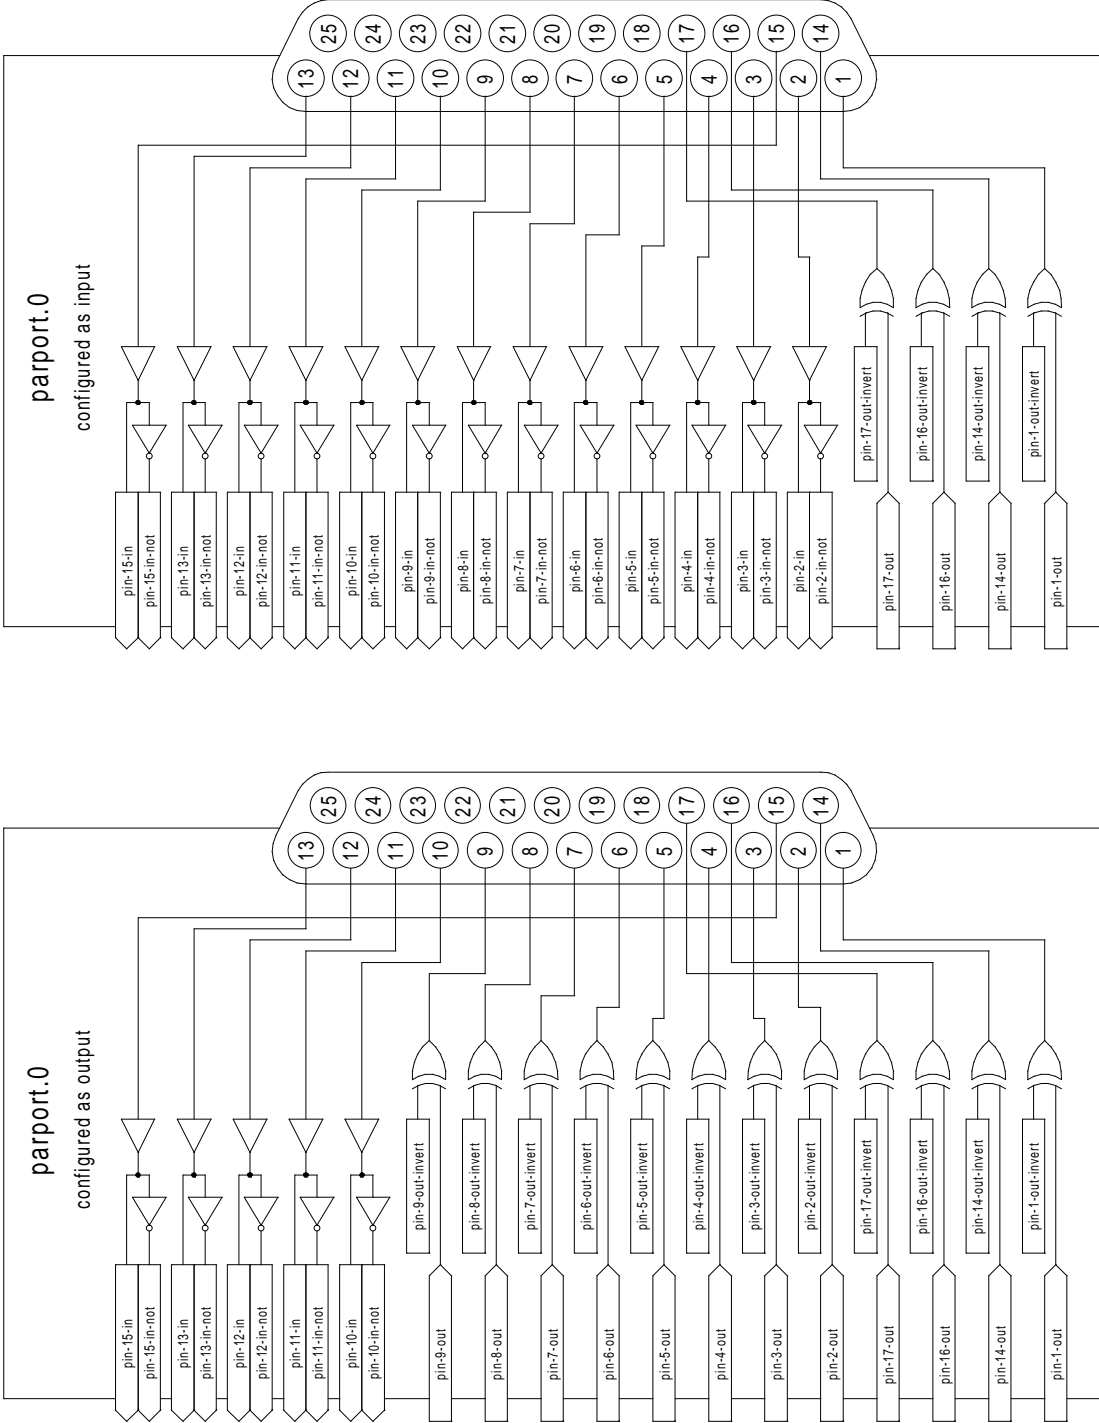 parport.0
configured as input
25
24
23
22
21
20
19
18
17
16
15
14
13
12
11
10
9
8
7
6
5
4
3
2
1
pin-15-in
pin-15-in-not
pin-13-in
pin-13-in-not
pin-12-in
pin-12-in-not
pin-11-in
pin-11-in-not
pin-10-in
pin-10-in-not
pin-9-in
pin-9-in-not
pin-8-in
pin-8-in-not
pin-7-in
pin-7-in-not
pin-6-in
pin-6-in-not
pin-5-in
pin-5-in-not
pin-4-in
pin-4-in-not
pin-3-in
pin-3-in-not
pin-2-in
pin-2-in-not
pin-17-out-invert
pin-17-out
pin-16-out-invert
pin-16-out
pin-14-out-invert
pin-14-out
pin-1-out-invert
pin-1-out
parport.0
configured as output
25
24
23
22
21
20
19
18
17
16
15
14
13
12
11
10
9
8
7
6
5
4
3
2
1
pin-15-in
pin-15-in-not
pin-13-in
pin-13-in-not
pin-12-in
pin-12-in-not
pin-11-in
pin-11-in-not
pin-10-in
pin-10-in-not
pin-9-out-invert
pin-9-out
pin-8-out-invert
pin-8-out
pin-7-out-invert
pin-7-out
pin-6-out-invert
pin-6-out
pin-5-out-invert
pin-5-out
pin-4-out-invert
pin-4-out
pin-3-out-invert
pin-3-out
pin-2-out-invert
pin-2-out
pin-17-out-invert
pin-17-out
pin-16-out-invert
pin-16-out
pin-14-out-invert
pin-14-out
pin-1-out-invert
pin-1-out